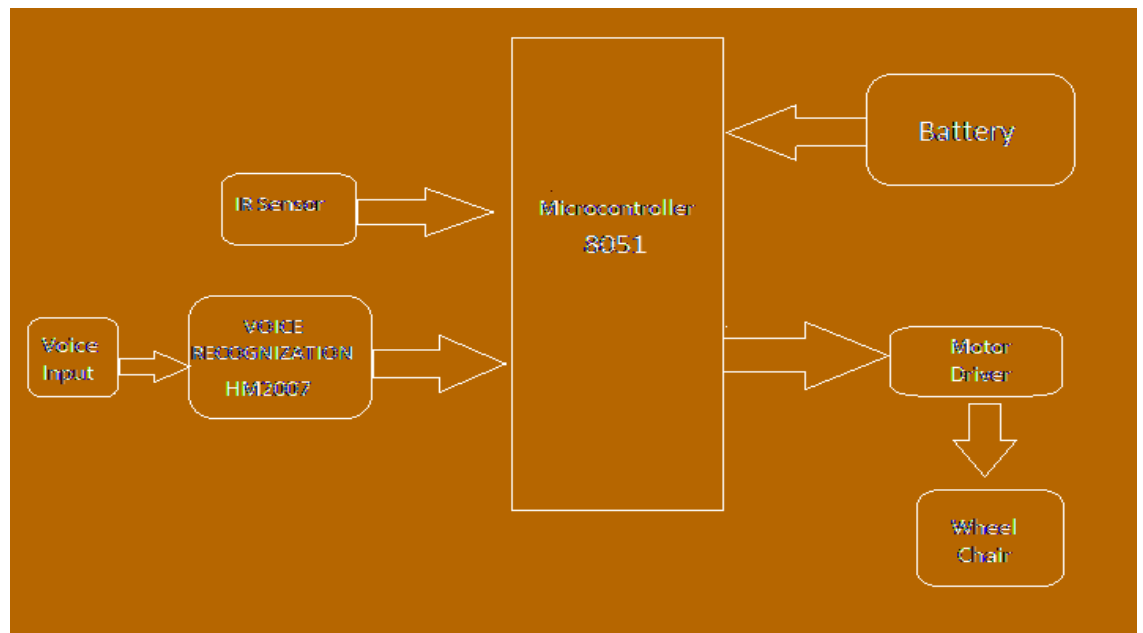 Battery
IR Sensor
Microcontroller
8051
Voice
Input
VOICE
RECOGNIZATION
HM2007
Motor
Driver
Wheel
Chair